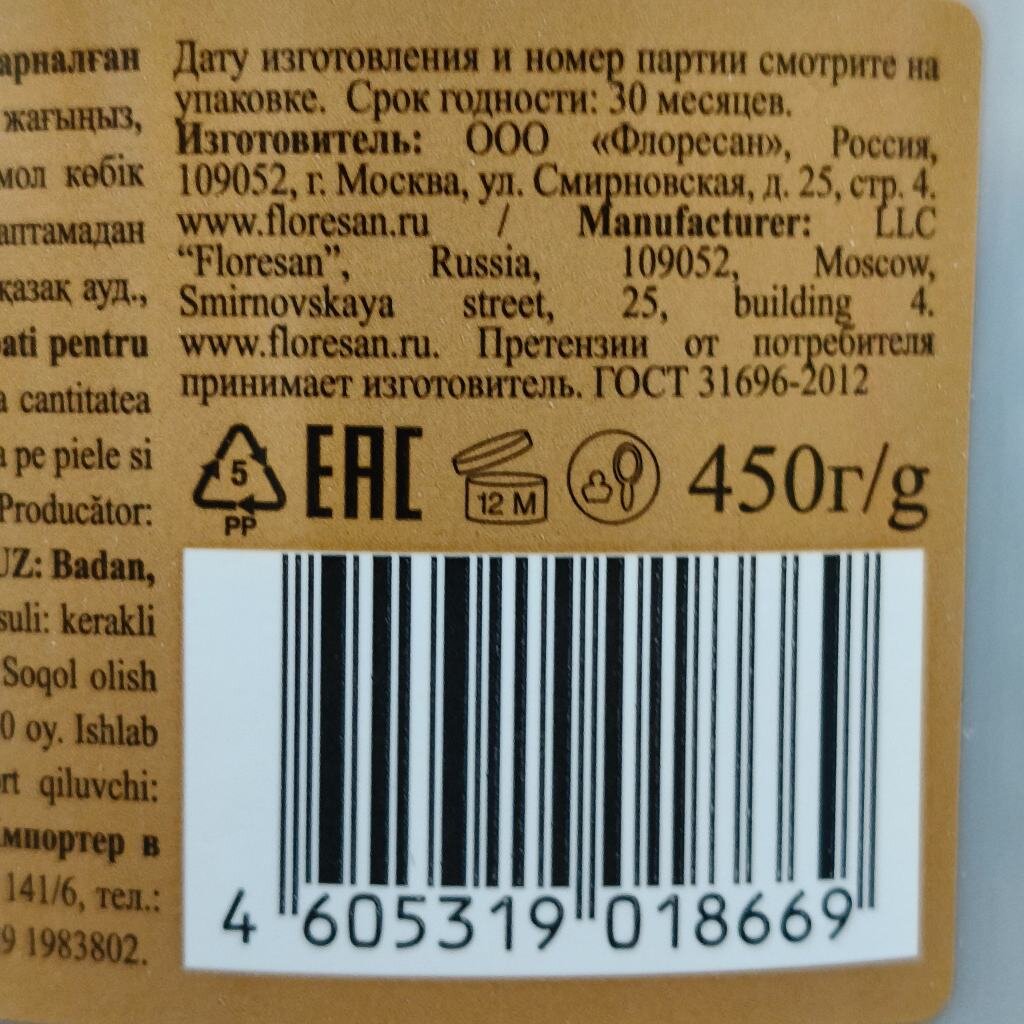 арналған
жағыңыз,
мол көбік
аптамадан
қазақ ауд.,
ati pentru
a cantitatea
a pe piele si
Producător:
UZ: Badan,
suli: kerakli
Soqol olish
0 oy. Ishlab
rt qiluvchi:
Импортер в
141/6, тел.:
9 1983802.
Дату изготовления и номер партии смотрите на
упаковке. Срок годности: 30 месяцев.
Изготовитель: ООО «Флоресан», Россия,
109052, г. Москва, ул. Смирновская, д. 25, стр. 4.
www.floresan.ru / Manufacturer: LLC
“Floresan”, Russia, 109052, Moscow,
Smirnovskaya street, 25, building 4.
www.floresan.ru. Претензии от потребителя
принимает изготовитель. ГОСТ 31696-2012
5
PP
EAC
12 M
450г/g
4 605319 018669